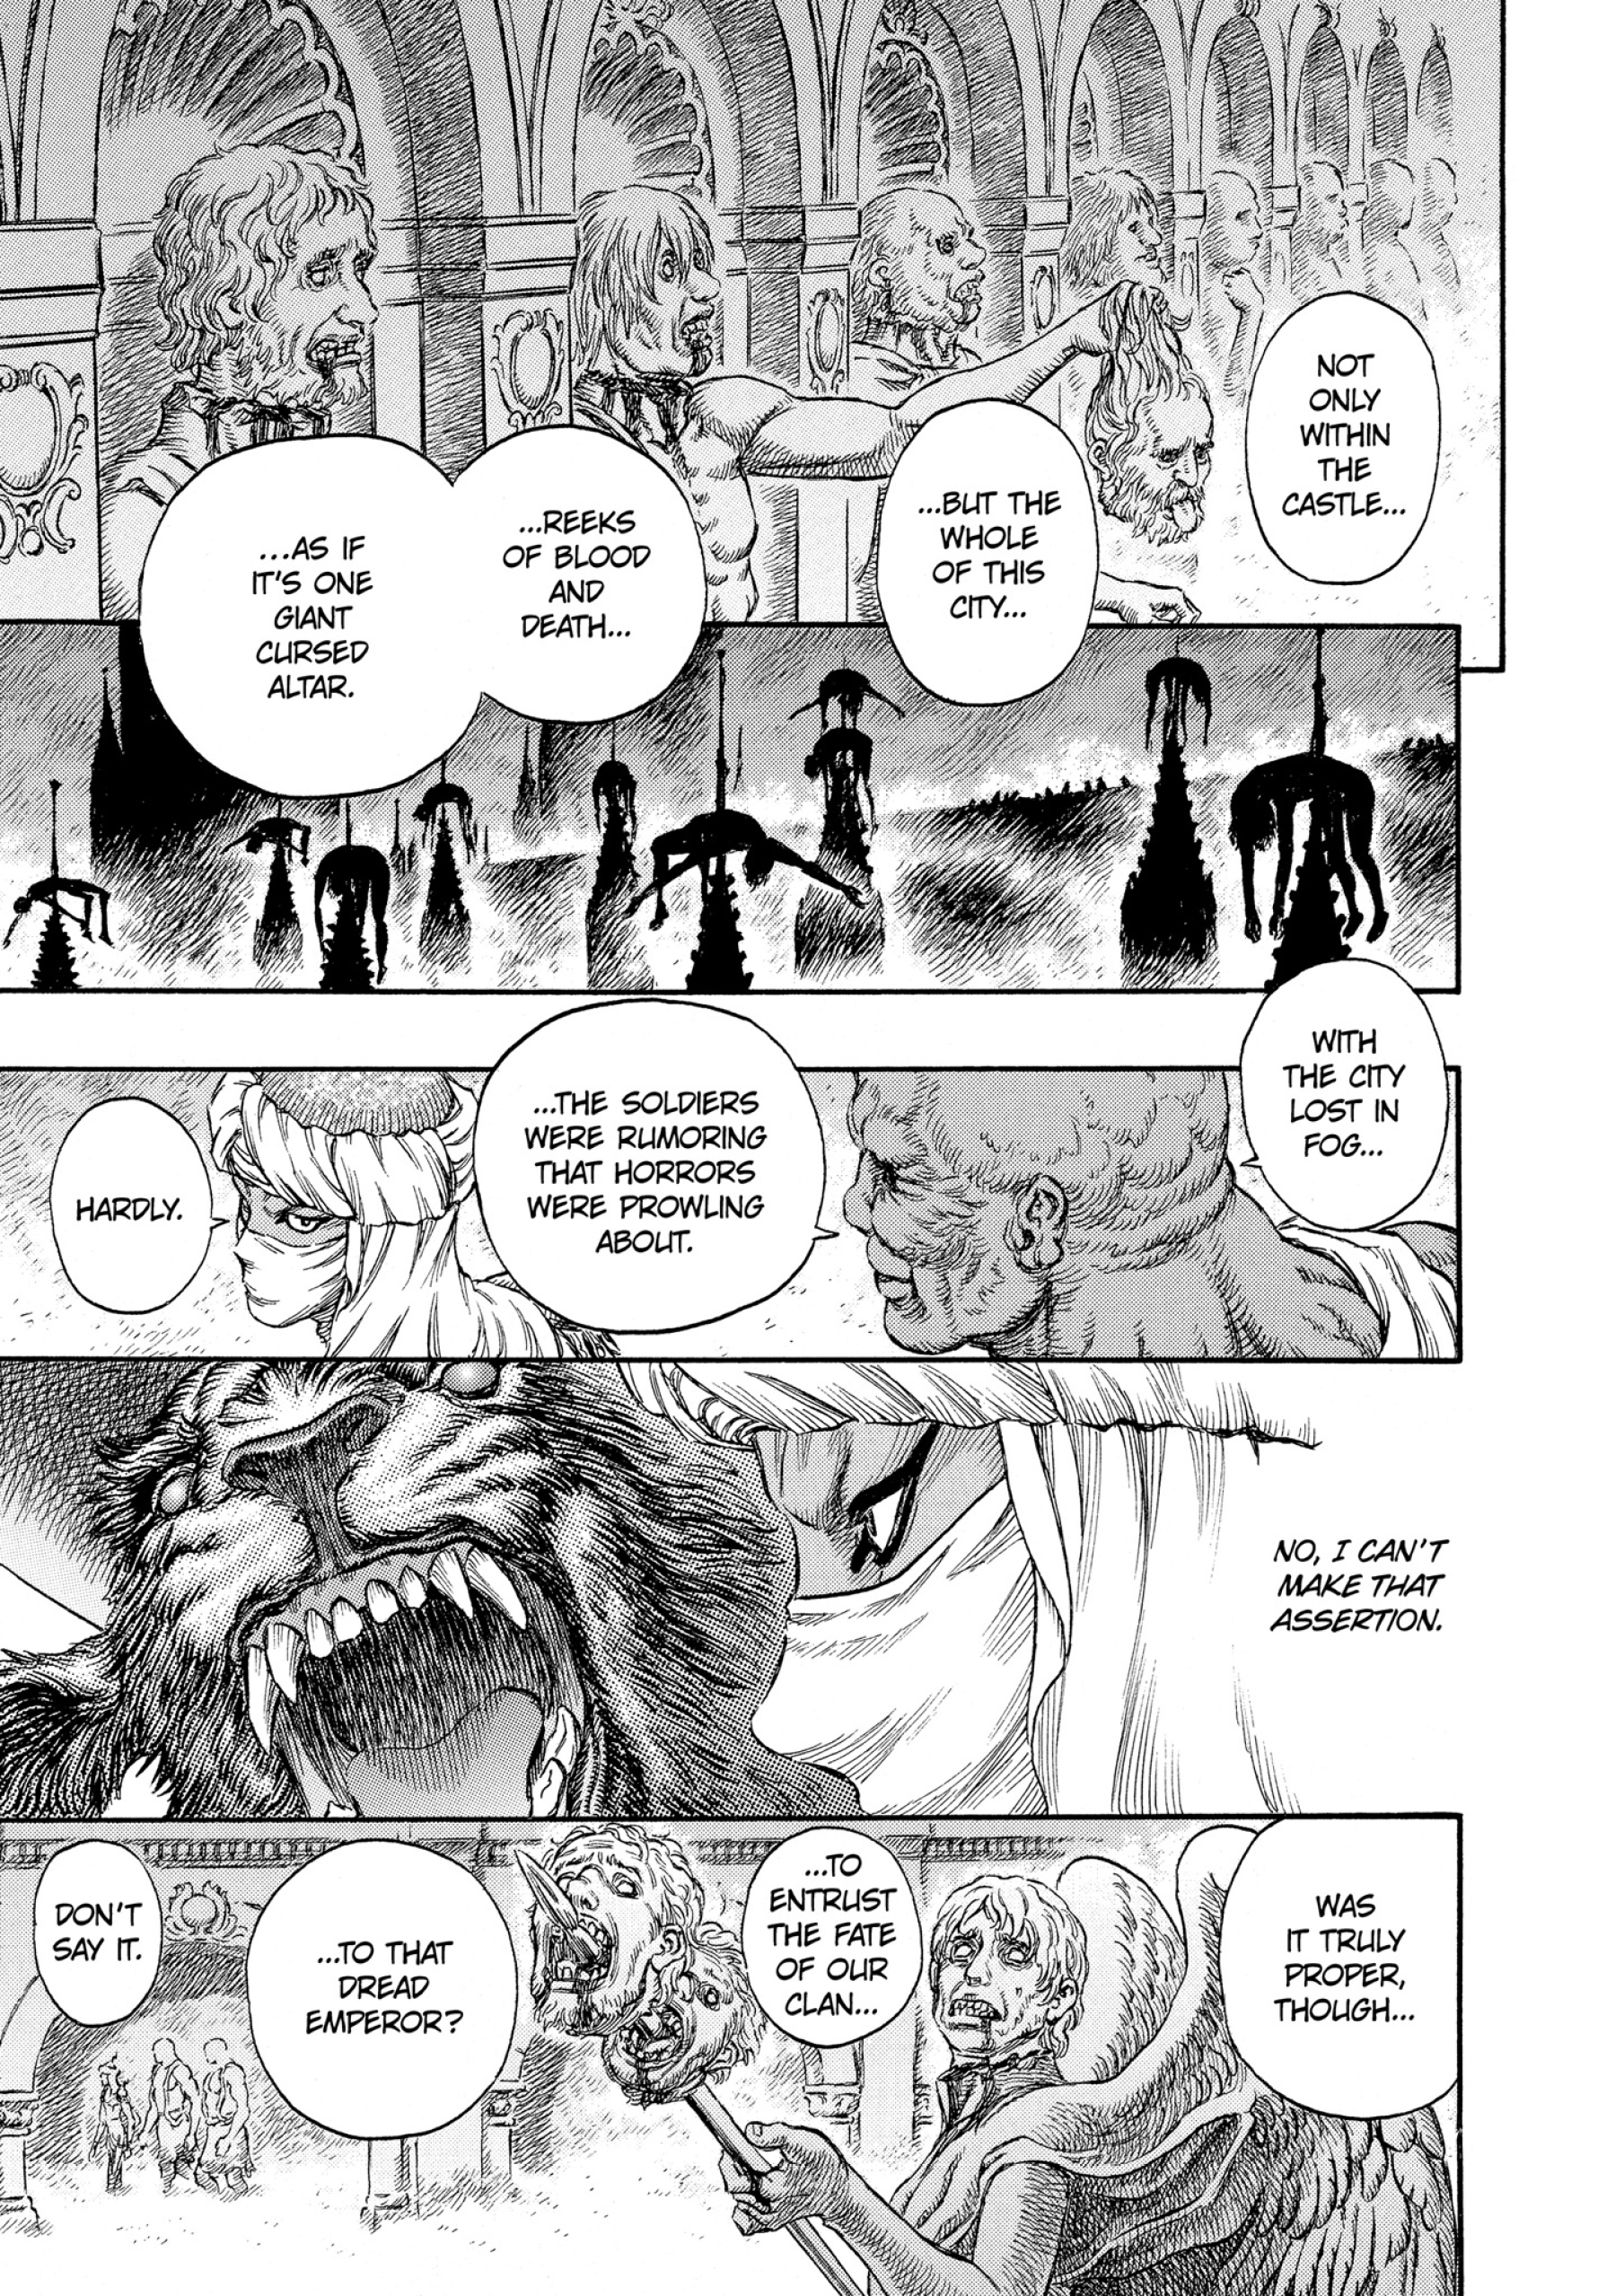 NOT
ONLY
WITHIN
THE
CASTLE...
...BUT THE
WHOLE
OF THIS
CITY...
...REEKS
OF BLOOD
AND
DEATH...
...AS IF
IT'S ONE
GIANT
CURSED
ALTAR.
WITH
THE CITY
LOST IN
FOG...
...THE SOLDIERS
WERE RUMORING
THAT HORRORS
WERE PROWLING
ABOUT.
HARDLY.
NO, I CAN'T
MAKE THAT
ASSERTION.
WAS
IT TRULY
PROPER,
THOUGH...
...TO
ENTRUST
THE FATE
OF OUR
CLAN...
...TO THAT
DREAD
EMPEROR?
DON'T
SAY IT.